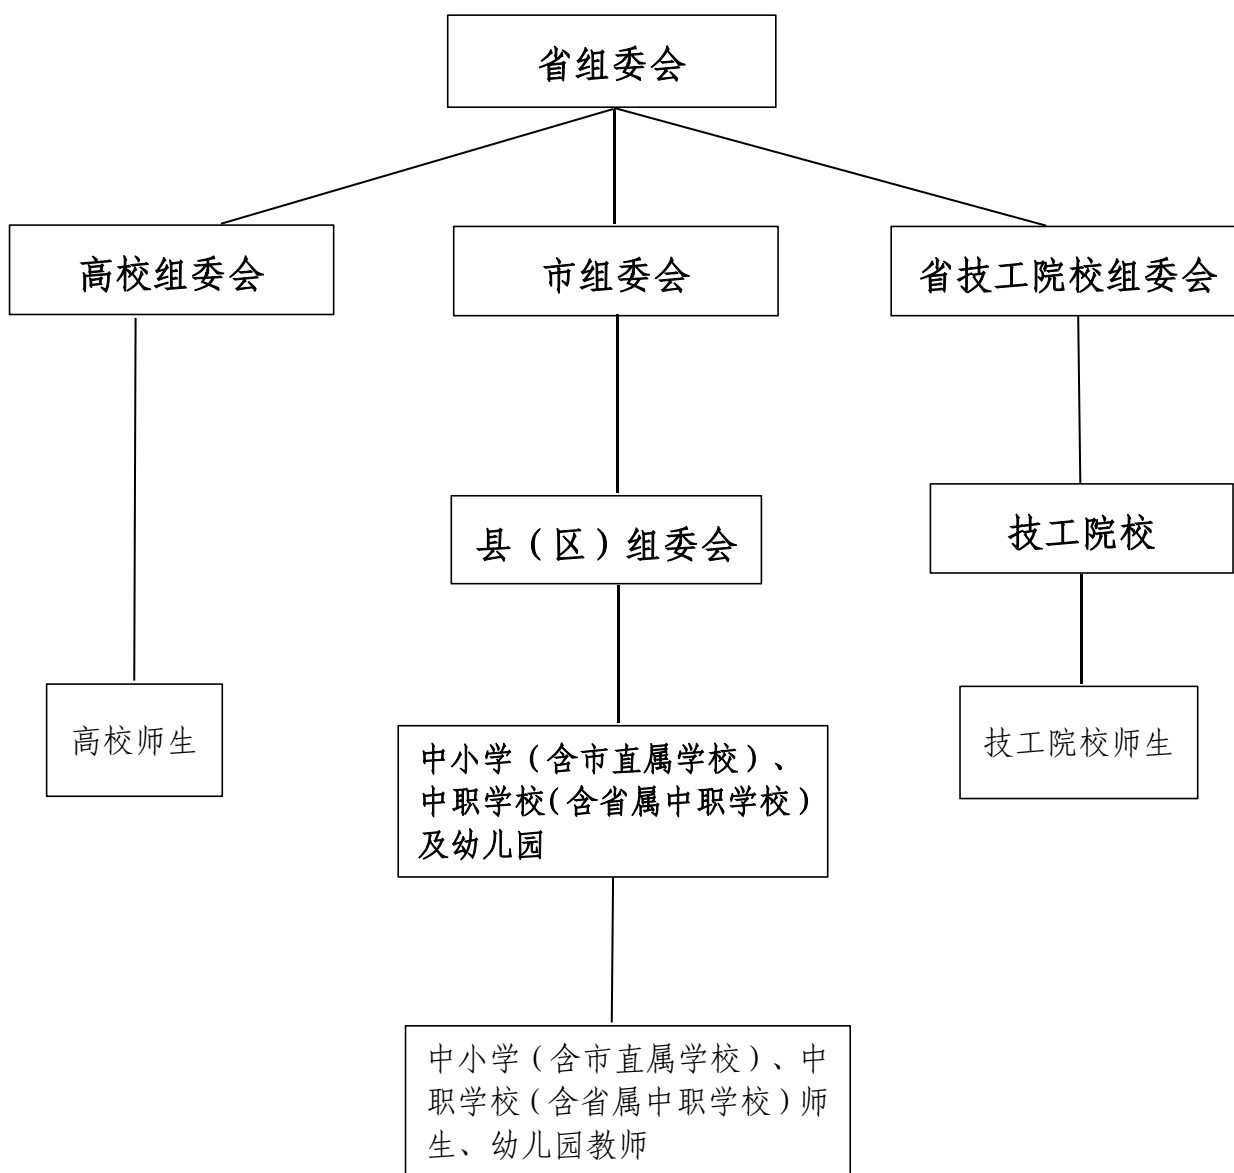 省组委会
高校组委会
市组委会
省技工院校组委会
县（区）组委会
技工院校
高校师生
中小学（含市直属学校）、
中职学校(含省属中职学校）
及幼儿园
技工院校师生
中小学（含市直属学校）、中
职学校（含省属中职学校）师
生、幼儿园教师